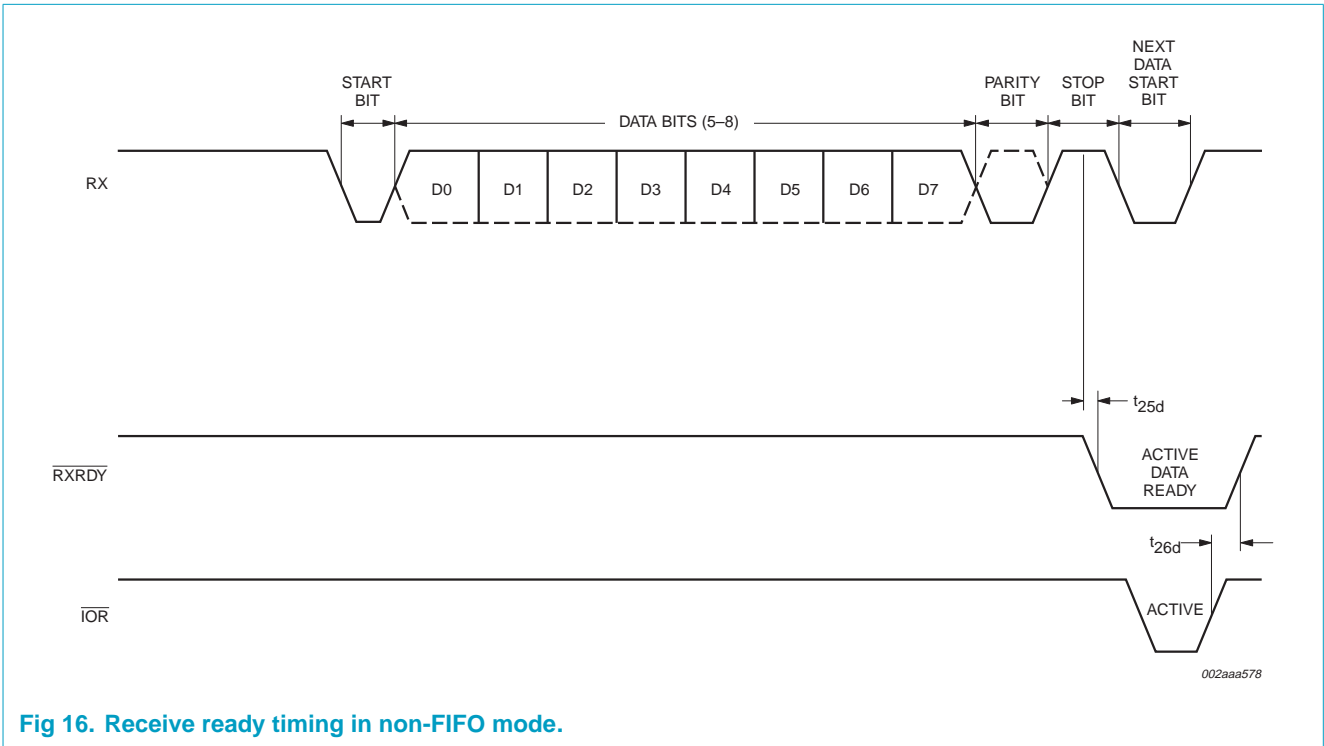 START
BIT
DATA BITS (5–8)
PARITY
BIT
STOP
BIT
NEXT
DATA
START
BIT
RX
D0 D1 D2 D3 D4 D5 D6 D7
t25d
RXRDY
ACTIVE
DATA
READY
t26d
IOR
ACTIVE
002aaa578
Fig 16. Receive ready timing in non-FIFO mode.